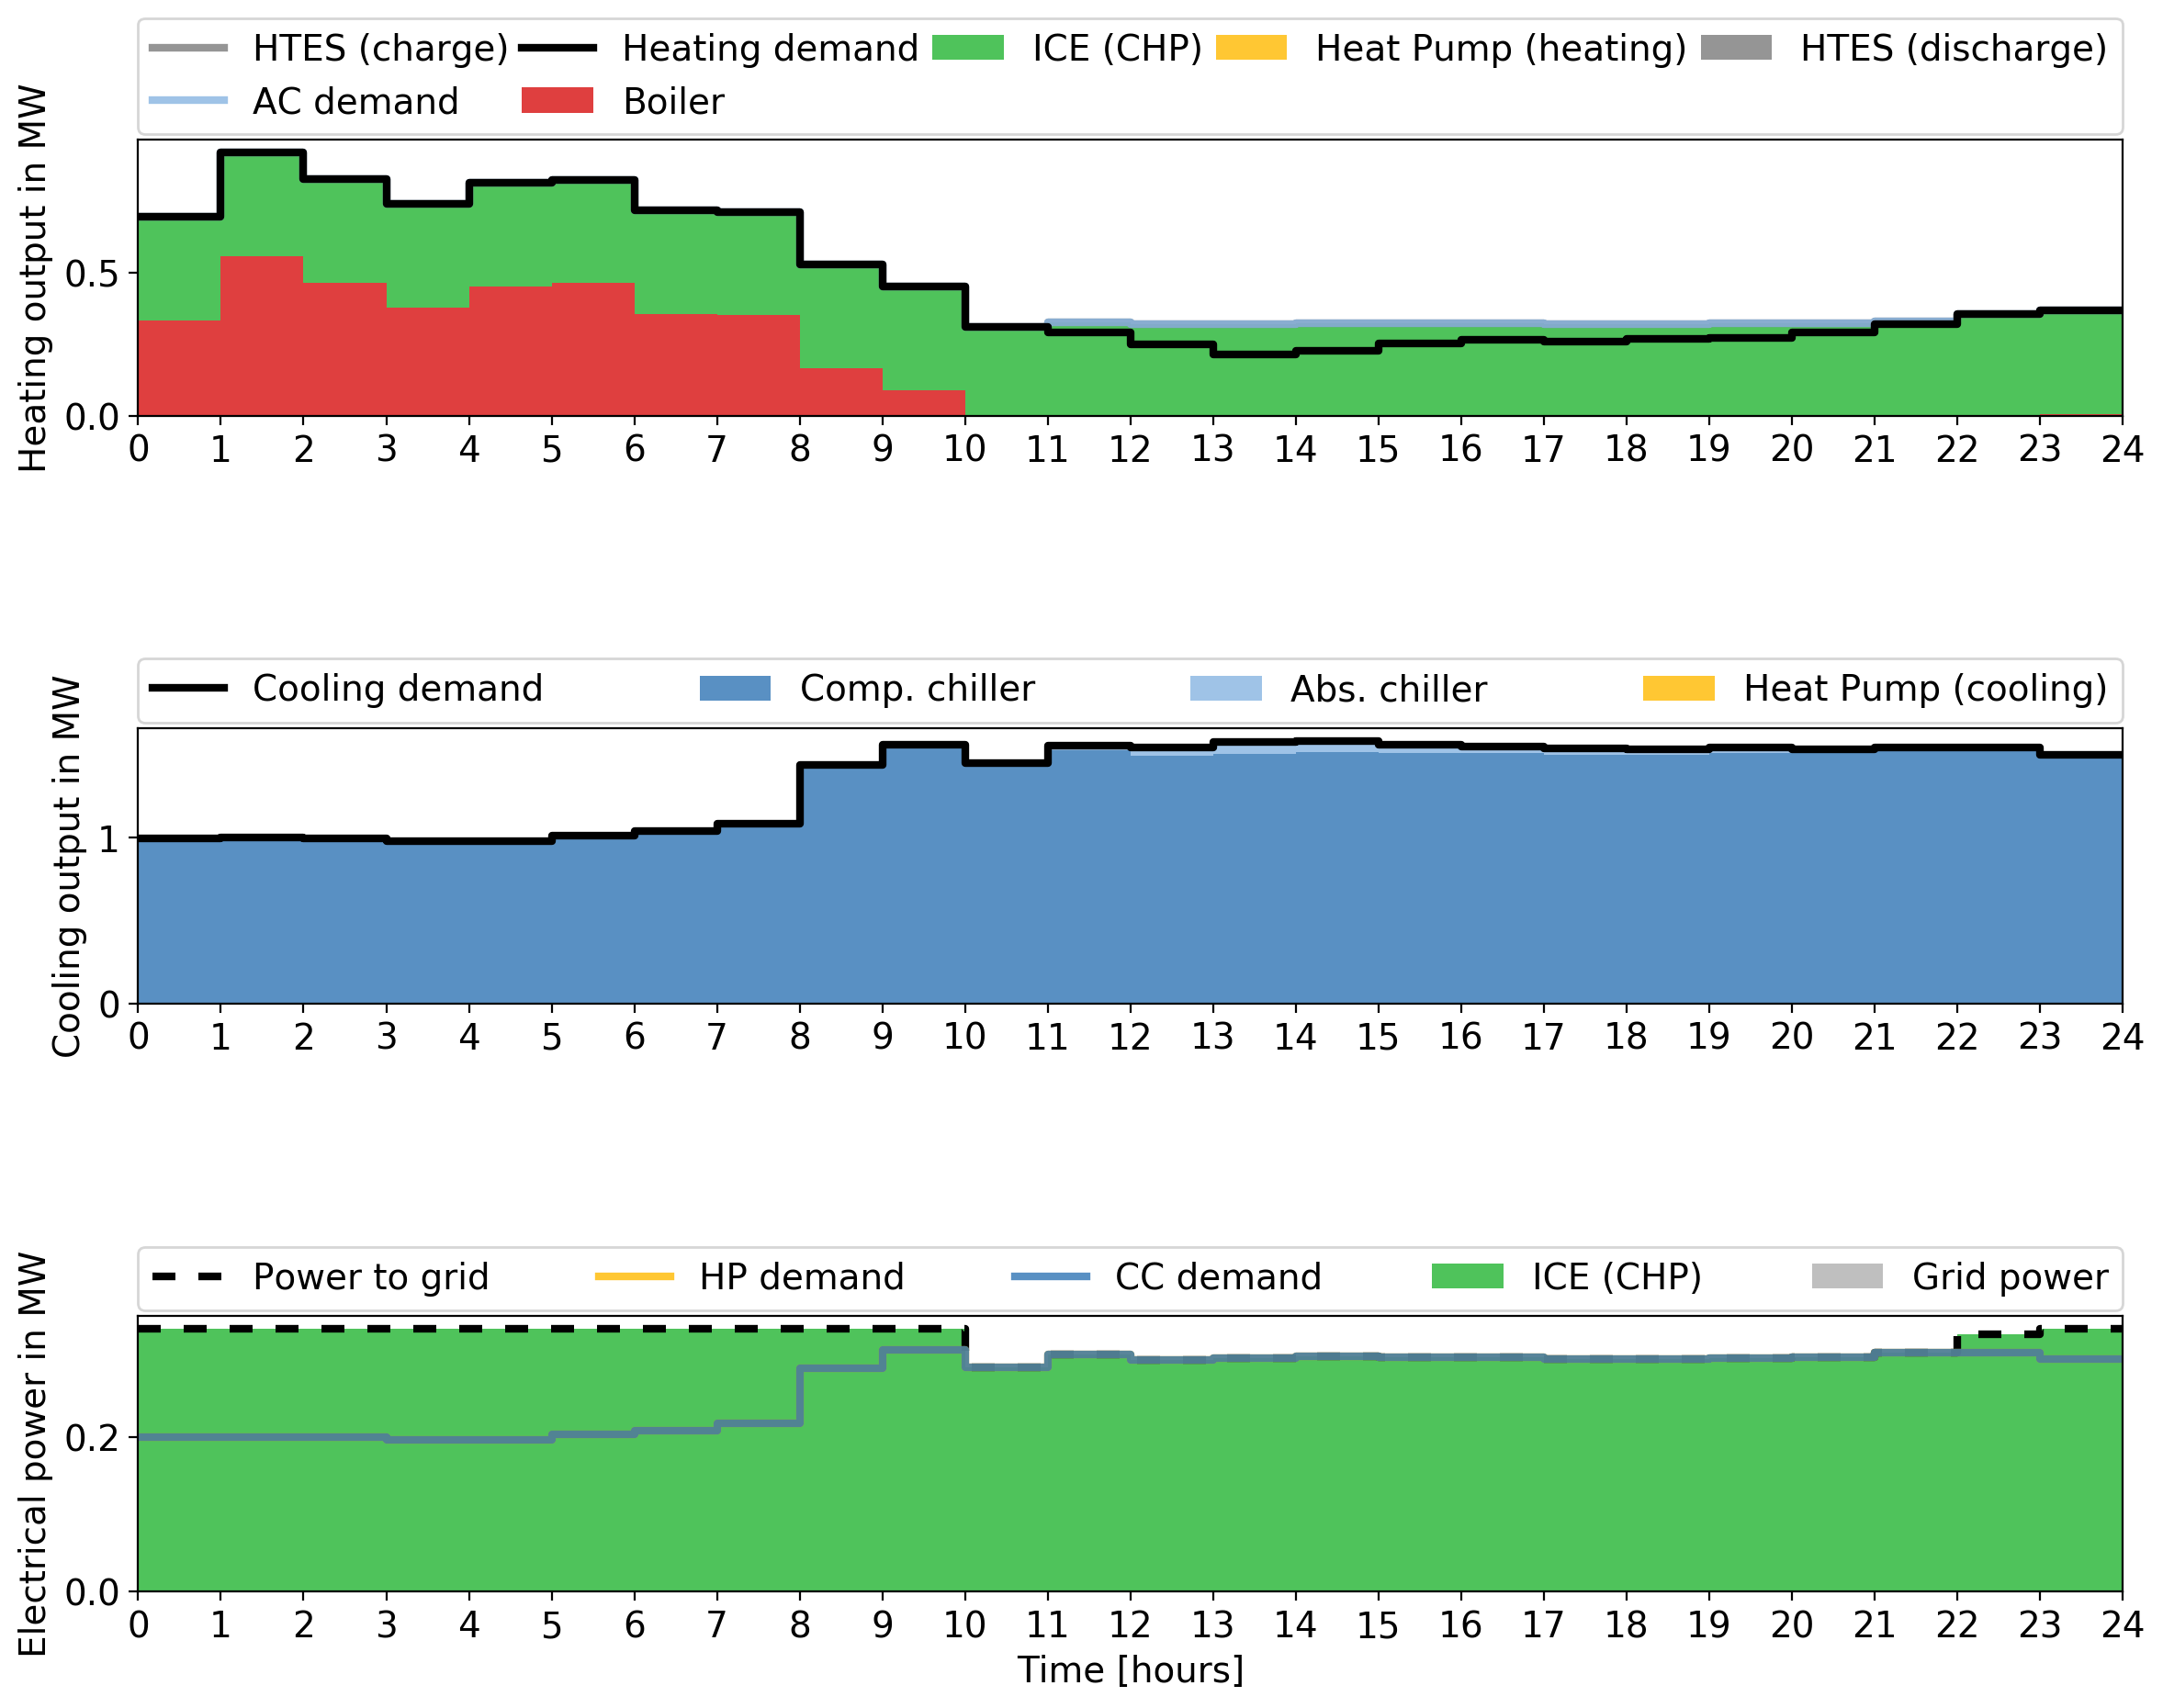 HTES (charge) Heating demand ICE (CHP) Heat Pump (heating) HTES (discharge)
AC demand Boiler
Heating output in MW
0.5
0.0
0 1 2 3 4 5 6 7 8 9 10 11 12 13 14 15 16 17 18 19 20 21 22 23 24
Cooling demand Comp. chiller Abs. chiller Heat Pump (cooling)
Cooling output in MW
1
0
0 1 2 3 4 5 6 7 8 9 10 11 12 13 14 15 16 17 18 19 20 21 22 23 24
Power to grid HP demand CC demand ICE (CHP) Grid power
Electrical power in MW
0.2
0.0
0 1 2 3 4 5 6 7 8 9 10 11 12 13 14 15 16 17 18 19 20 21 22 23 24
Time [hours]